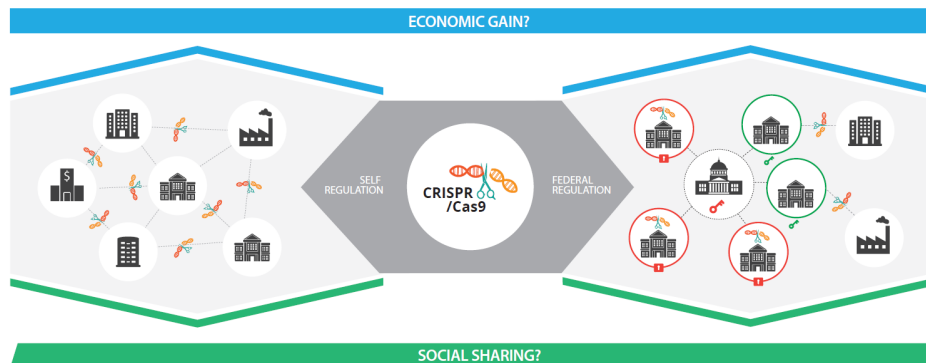 ECONOMIC GAIN?
$
SELF
REGULATION
CRISPR
/Cas9
FEDERAL
REGULATION
SOCIAL SHARING?